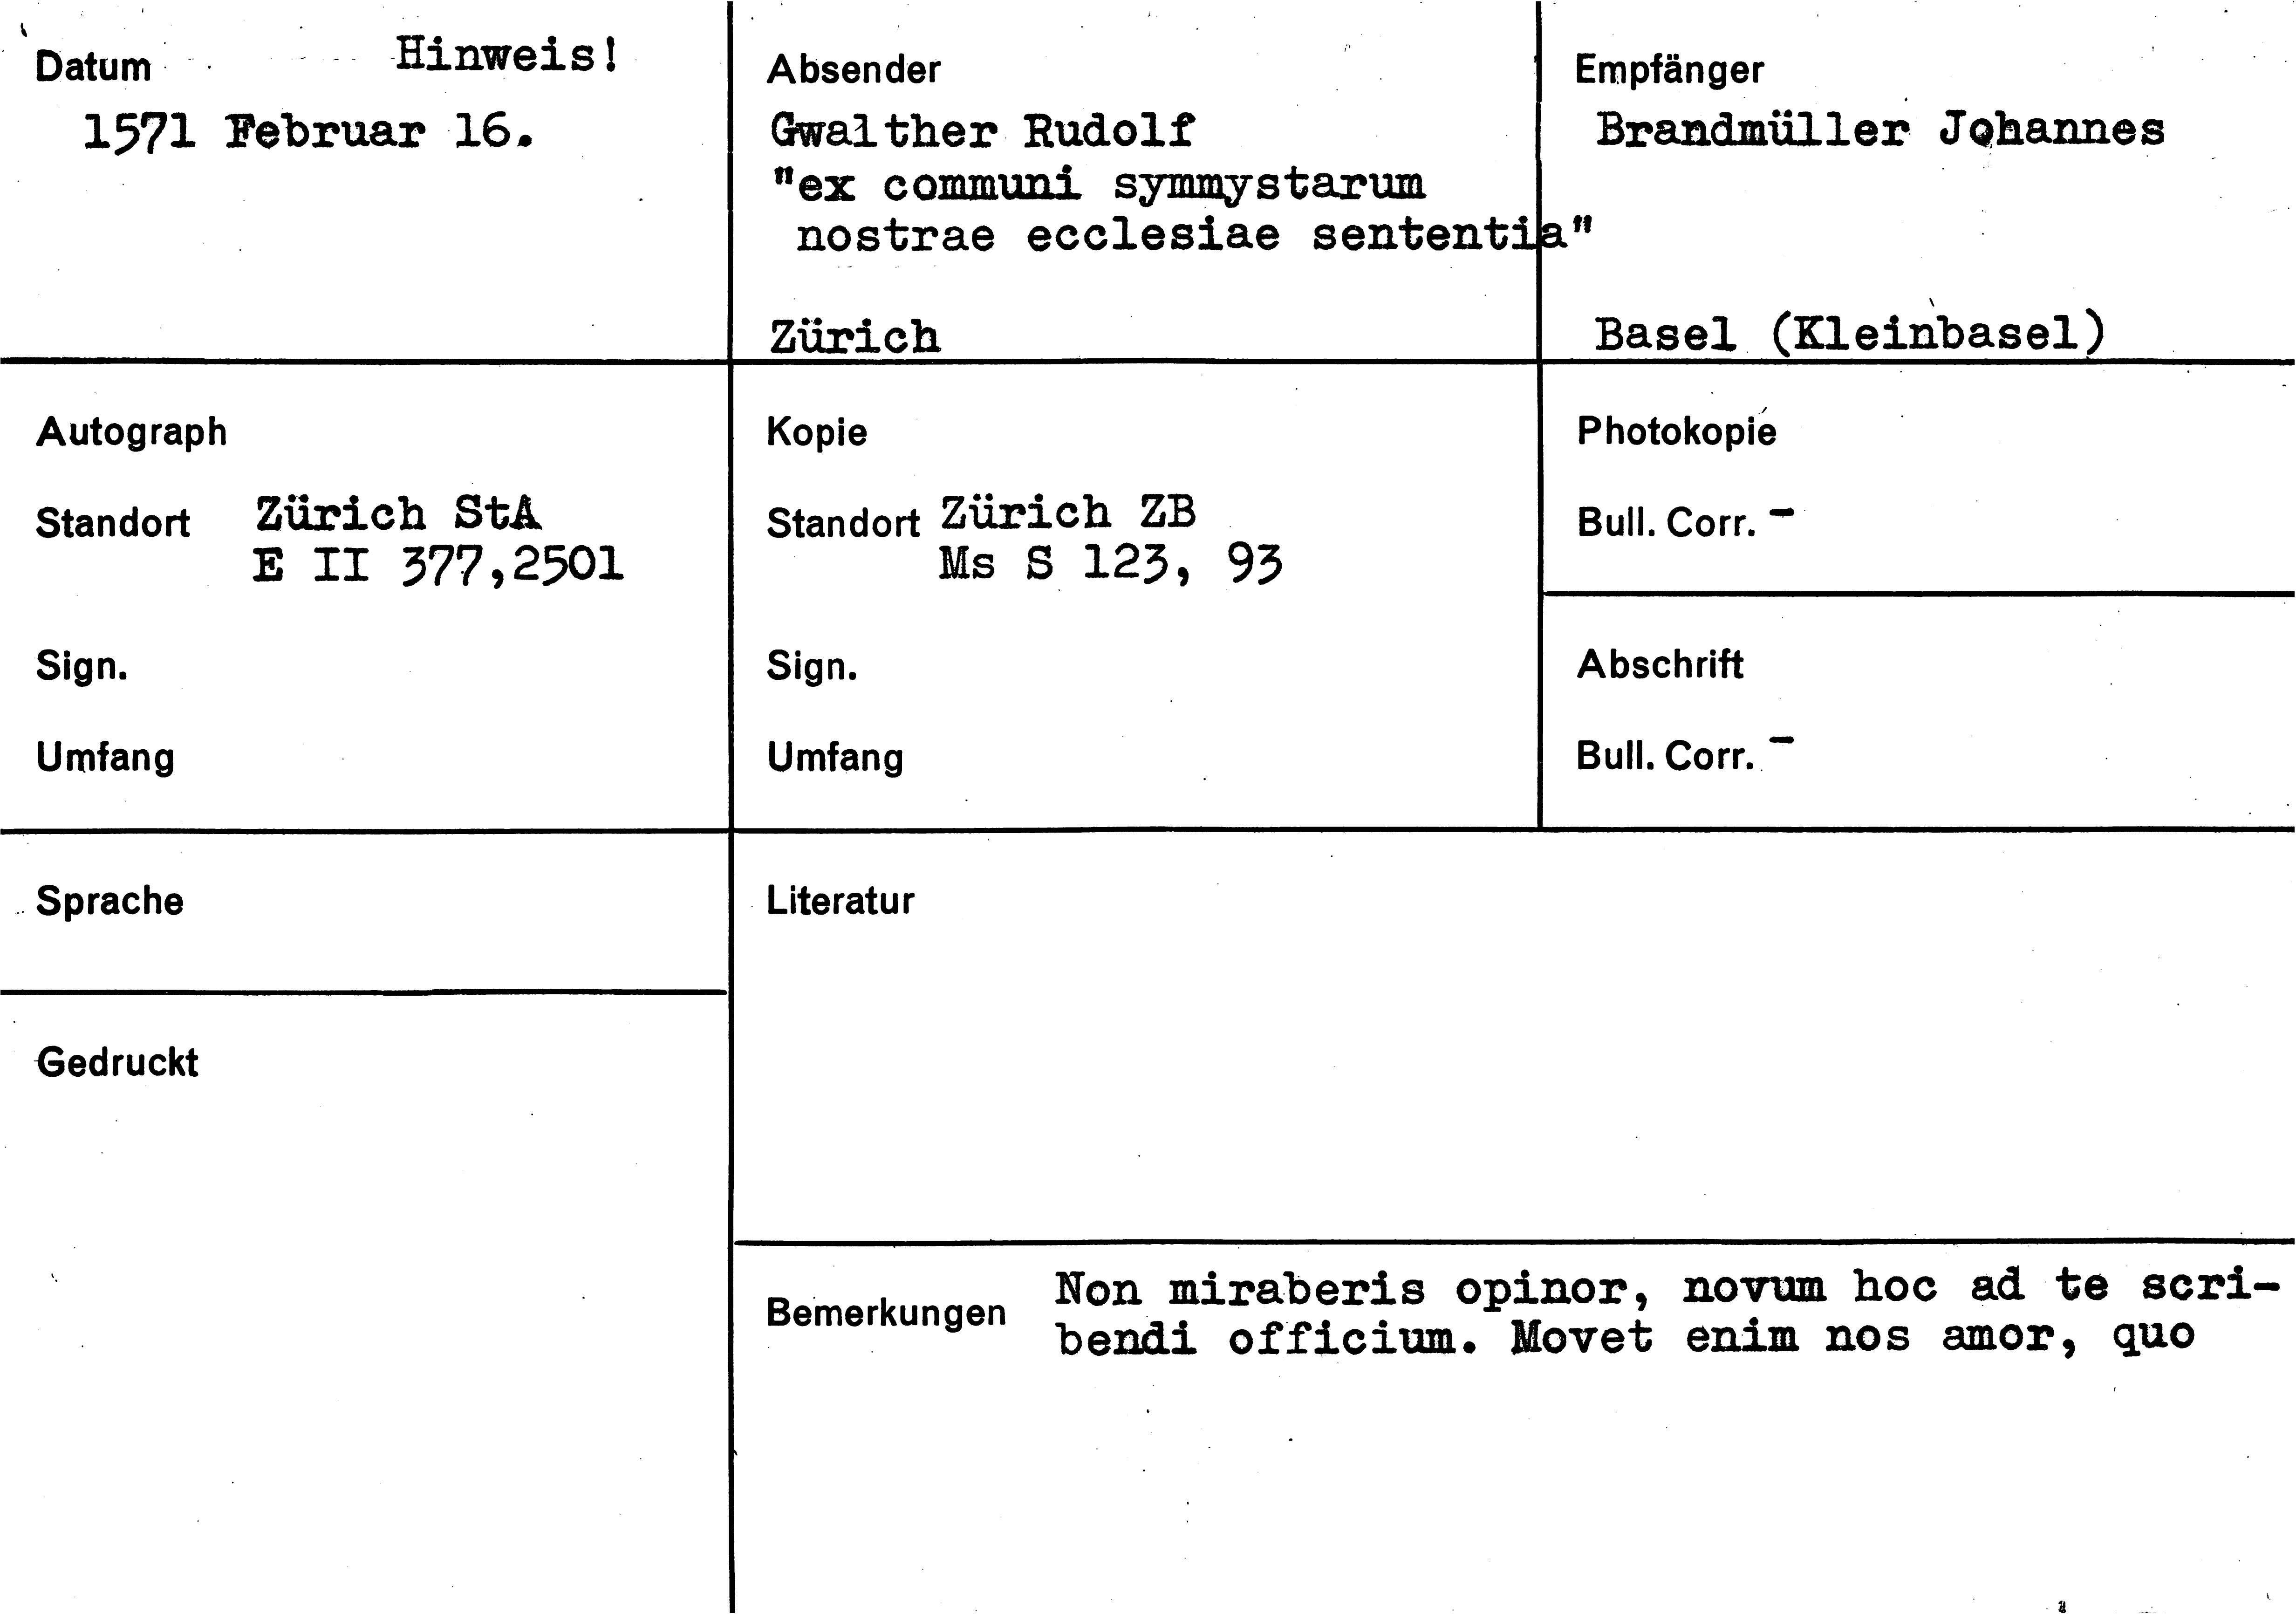 Datum Hinweis!
1571 Februar 16.
Absender
Gwalther Rudolf
"ex communi symmystarum
nostrae ecclesiae sententia"
Zürich
Empfänger
Brandmüller Johannes
Basel (Kleinbasel)
Autograph
Standort Zürich StA
E II 377,2501
Sign.
Umfang
Kopie
Standort Zürich ZB
Ms S 123, 93
Sign.
Umfang
Photokopie
Bull. Corr. -
Abschrift
Bull. Corr. -
Sprache
Gedruckt
Literatur
Bemerkungen Non miraberis opinor, novum hoc ad te scri-
bendi officium. Movet enim nos amor, quo